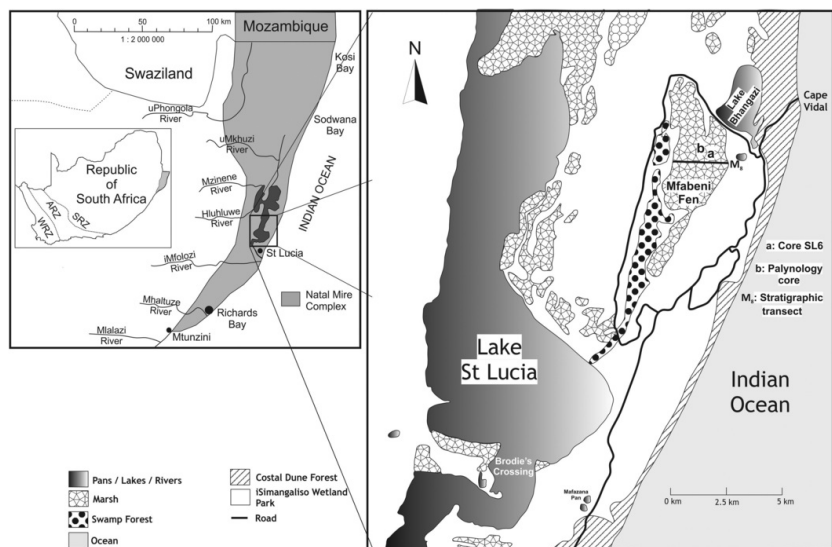 0 50 100 km
1 : 2 000 000
Mozambique
Swaziland
Kosi
Bay
uPhongola
River
Sodwana
Bay
uMkhuzi
River
Republic
of
South Africa
ARZ
SRZ
WRZ
Mzinene
River
Hluhluwe
River
INDIAN OCEAN
iMfolozi
River
St Lucia
Mhaltuze
River
Natal Mire
Complex
Richards
Bay
Mlalazi
River
Mtunzini
Pans / Lakes / Rivers
Marsh
Swamp Forest
Ocean
Costal Dune Forest
iSimangaliso Wetland
Park
Road
N
Lake
Bhangazi
Cape
Vidal
b
a
Mfabeni
Fen
a: Core SL6
b: Palynology
core
Stratigraphic
transect
Lake
St Lucia
Indian
Ocean
Brodie's
Crossing
Mafazana
Pan
0 km 2.5 km 5 km